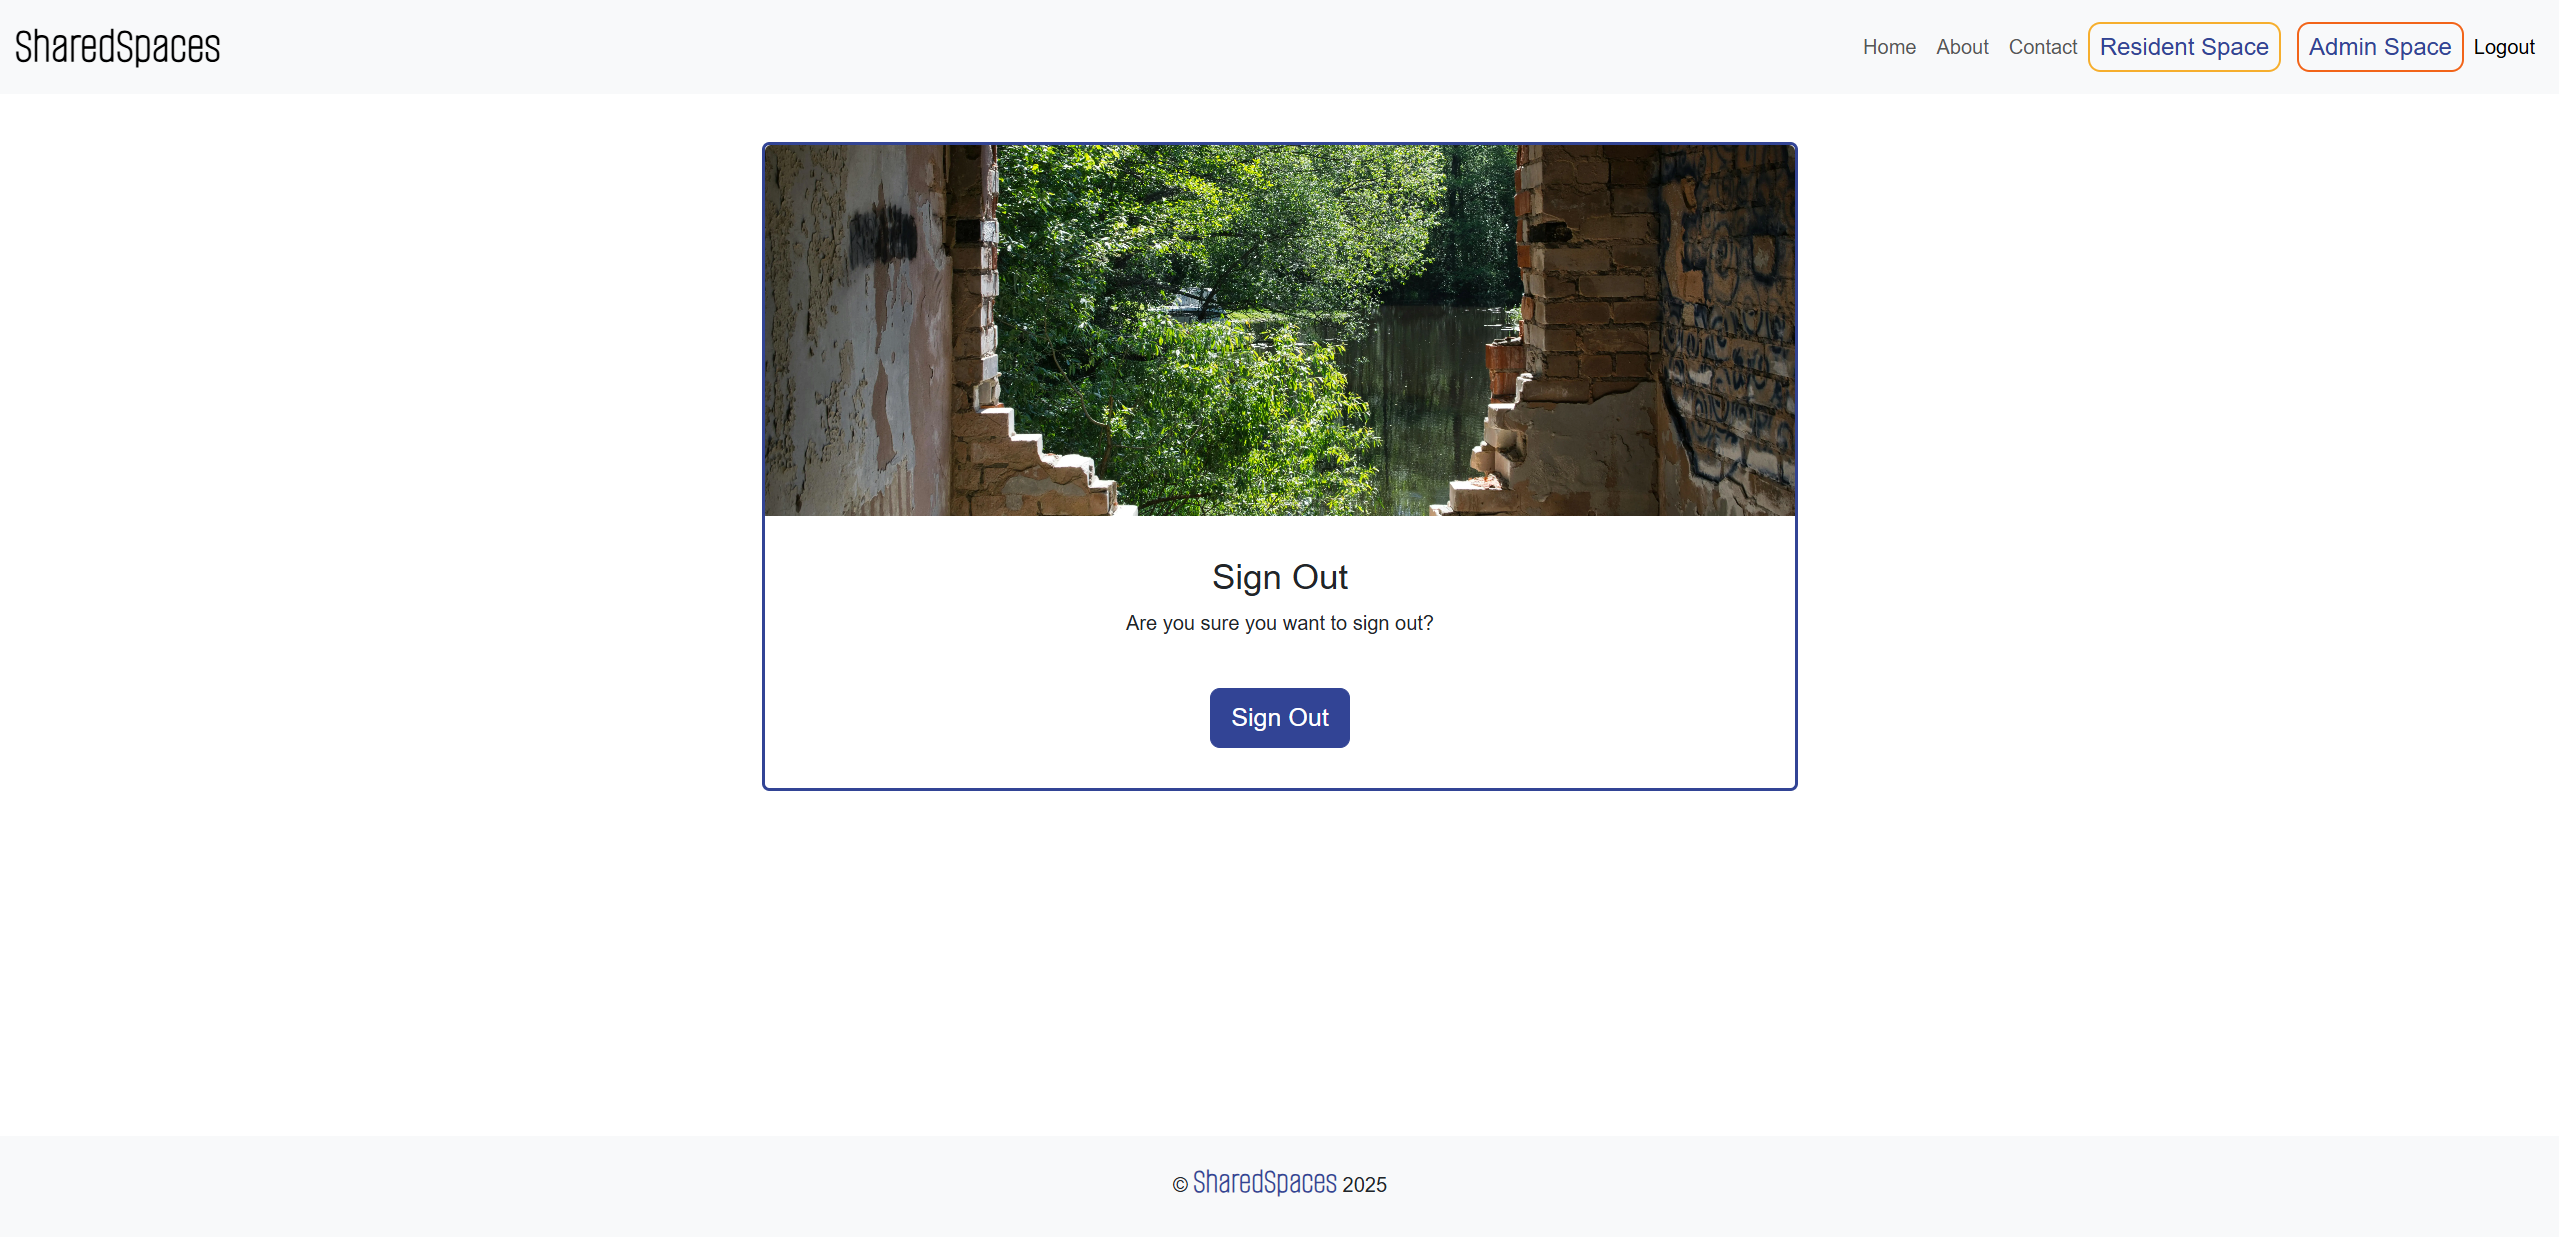 SharedSpaces
Home About Contact Resident Space Admin Space Logout
Sign Out
Are you sure you want to sign out?
Sign Out
© SharedSpaces 2025